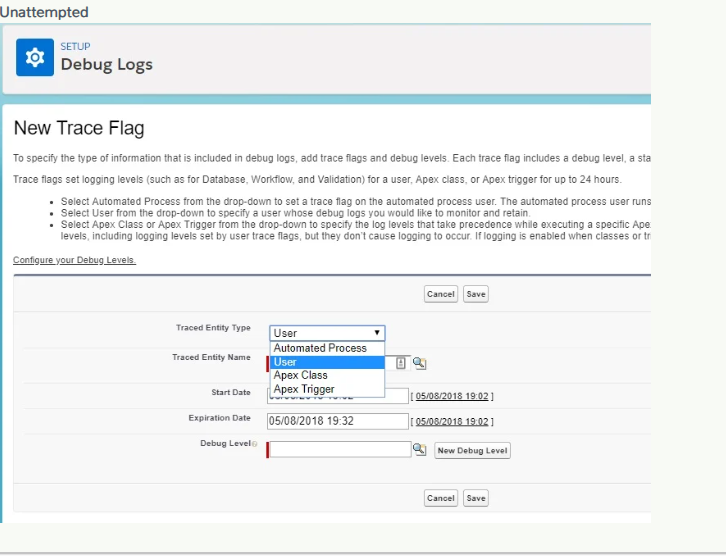 Unattempted
SETUP
Debug Logs
New Trace Flag
To specify the type of information that is included in debug logs, add trace flags and debug levels. Each trace flag includes a debug level, a sta
Trace flags set logging levels (such as for Database, Workflow, and Validation) for a user, Apex class, or Apex trigger for up to 24 hours.
• Select Automated Process from the drop-down to set a trace flag on the automated process user. The automated process user runs
• Select User from the drop-down to specify a user whose debug logs you would like to monitor and retain.
• Select Apex Class or Apex Trigger from the drop-down to specify the log levels that take precedence while executing a specific Ape
levels, including logging levels set by user trace flags, but they don't cause logging to occur. If logging is enabled when classes or tr
Configure your Debug Levels.
Cancel Save
Traced Entity Type User
Automated Process
Traced Entity Name User
Apex Class
Apex Trigger
Start Date [ 05/08/2018 19:02 ]
Expiration Date 05/08/2018 19:32 [ 05/08/2018 19:02 ]
Debug Level New Debug Level
Cancel Save